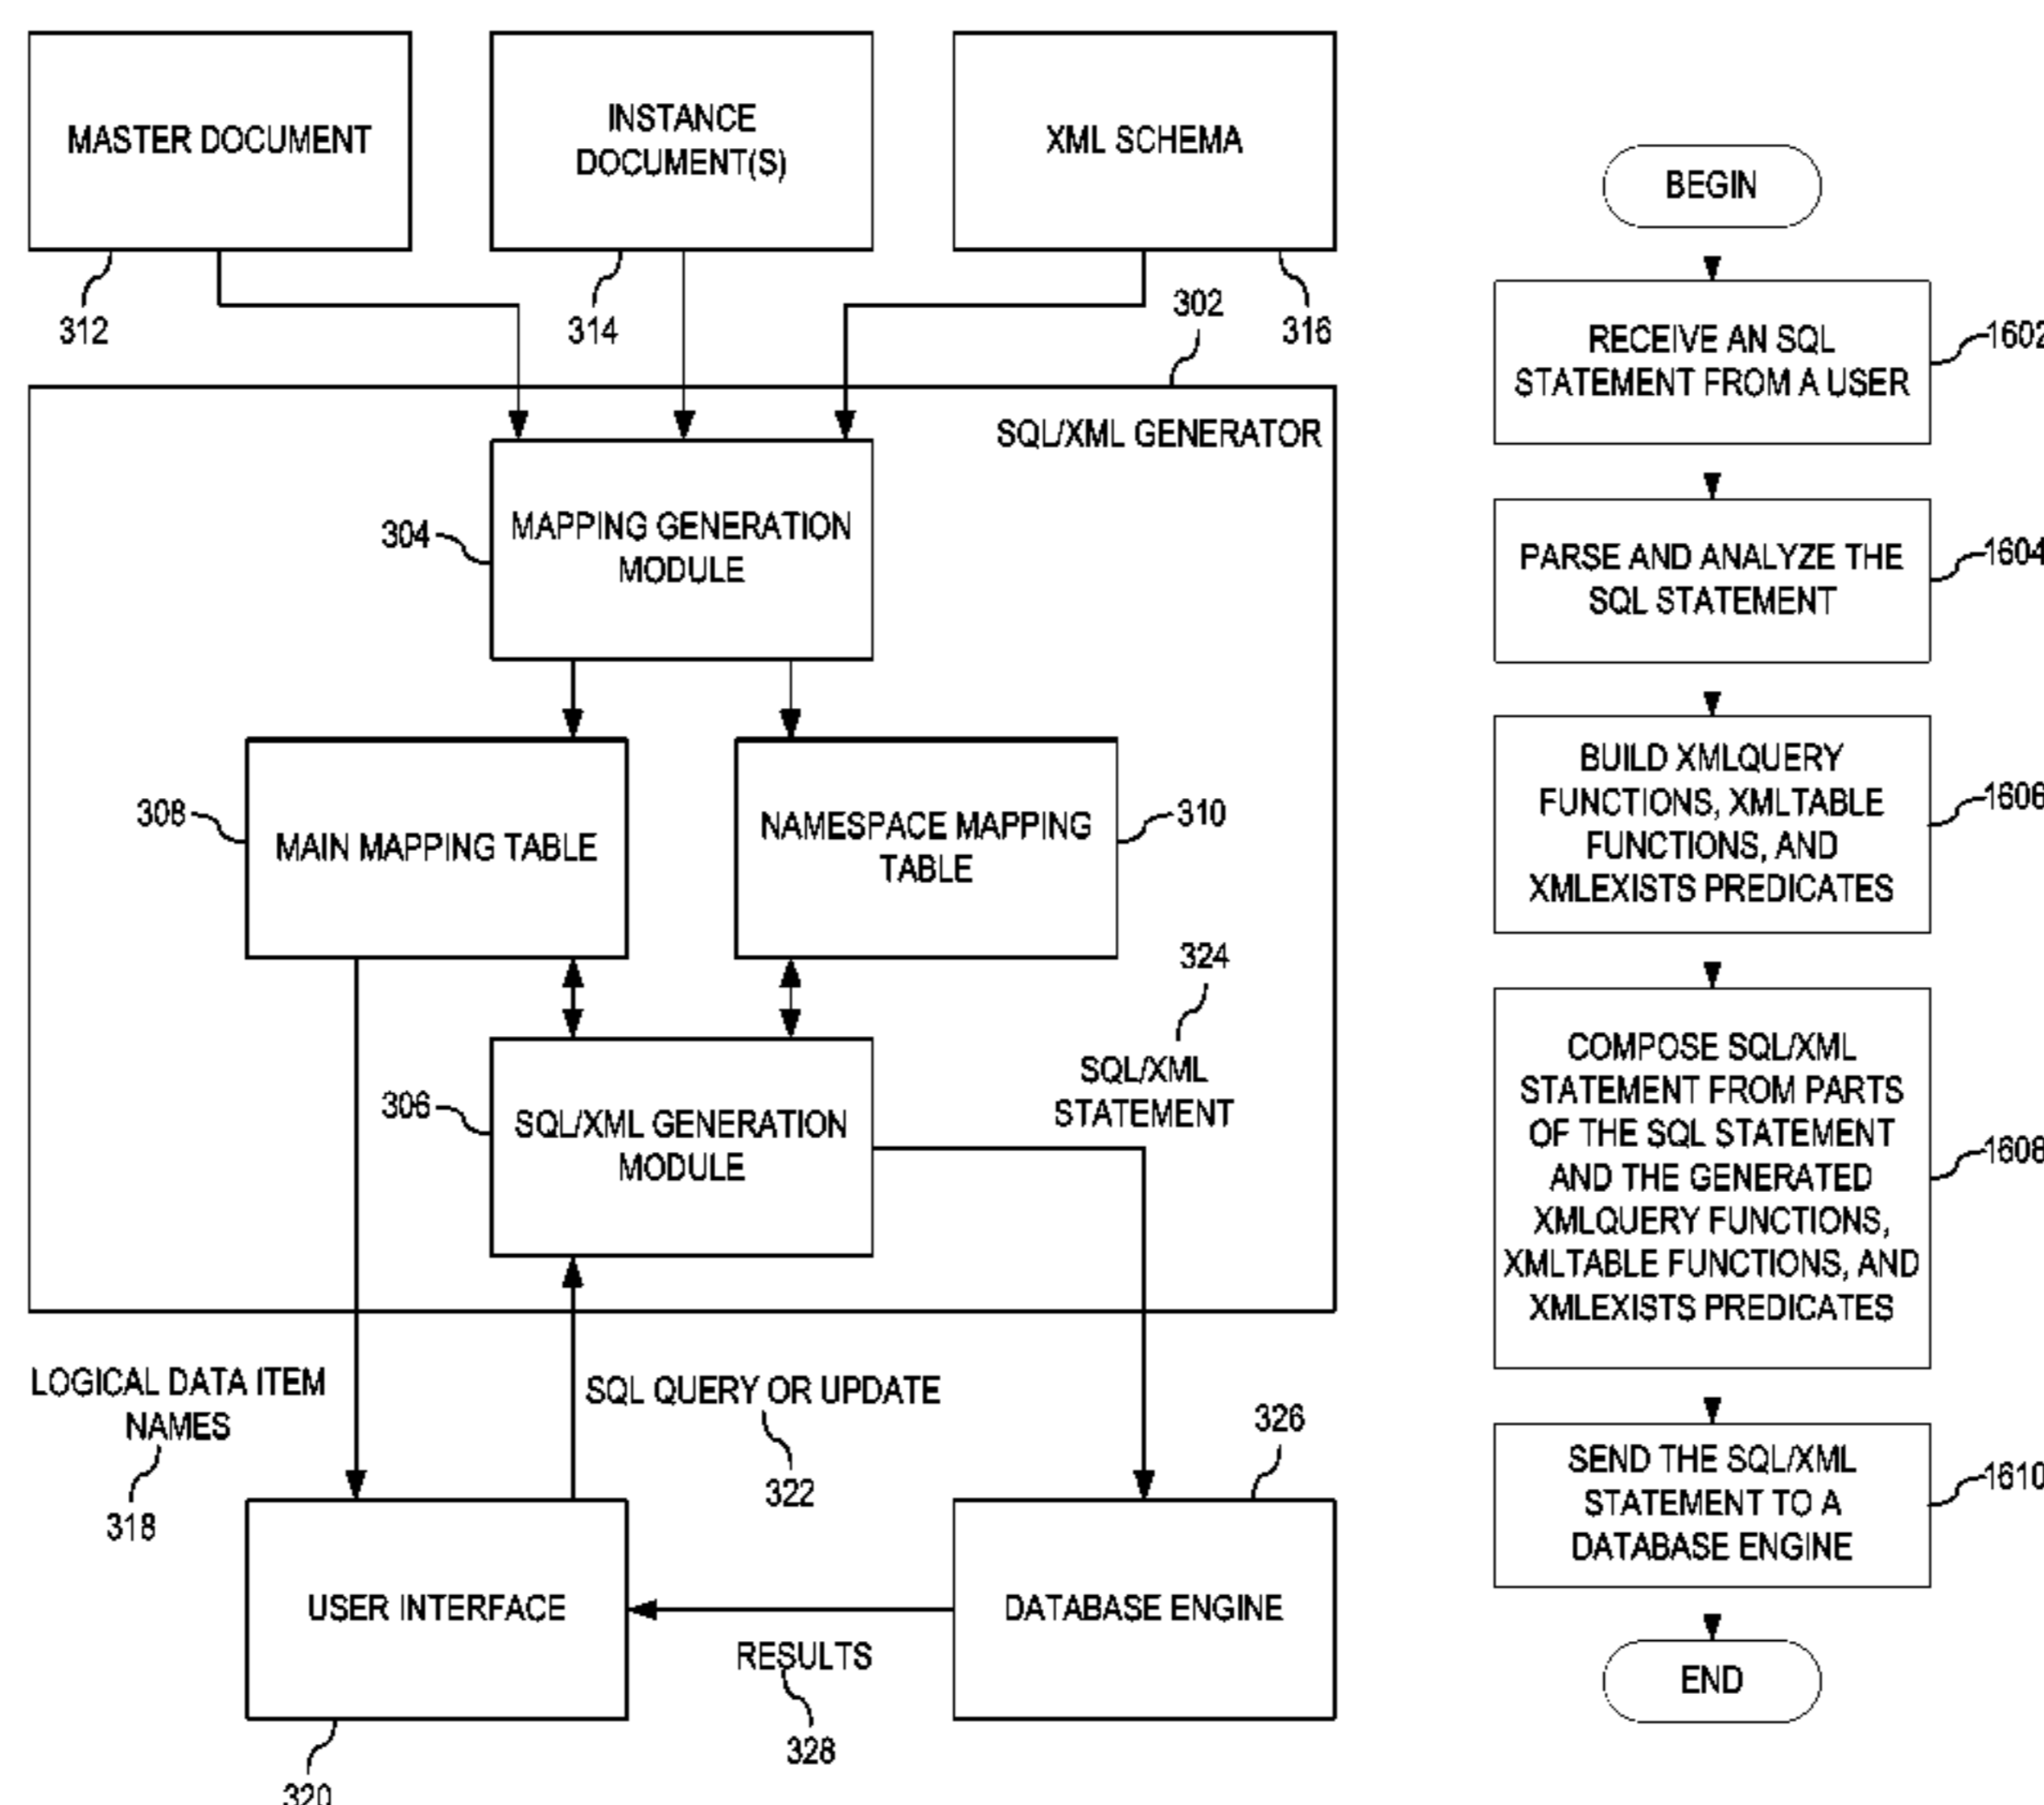 MASTER DOCUMENT
312
INSTANCE
DOCUMENT(S)
314
XML SCHEMA
316
302
SQL/XML GENERATOR
304
MAPPING GENERATION
MODULE
308
MAIN MAPPING TABLE
NAMESPACE MAPPING
TABLE
310
324
SQL/XML
STATEMENT
306
SQL/XML GENERATION
MODULE
LOGICAL DATA ITEM
NAMES
318
SQL QUERY OR UPDATE
322
326
USER INTERFACE
320
DATABASE ENGINE
RESULTS
328
BEGIN
RECEIVE AN SQL
STATEMENT FROM A USER
1602
PARSE AND ANALYZE THE
SQL STATEMENT
1604
BUILD XMLQUERY
FUNCTIONS, XMLTABLE
FUNCTIONS, AND
XMLEXISTS PREDICATES
1606
COMPOSE SQL/XML
STATEMENT FROM PARTS
OF THE SQL STATEMENT
AND THE GENERATED
XMLQUERY FUNCTIONS,
XMLTABLE FUNCTIONS, AND
XMLEXISTS PREDICATES
1608
SEND THE SQL/XML
STATEMENT TO A
DATABASE ENGINE
1610
END